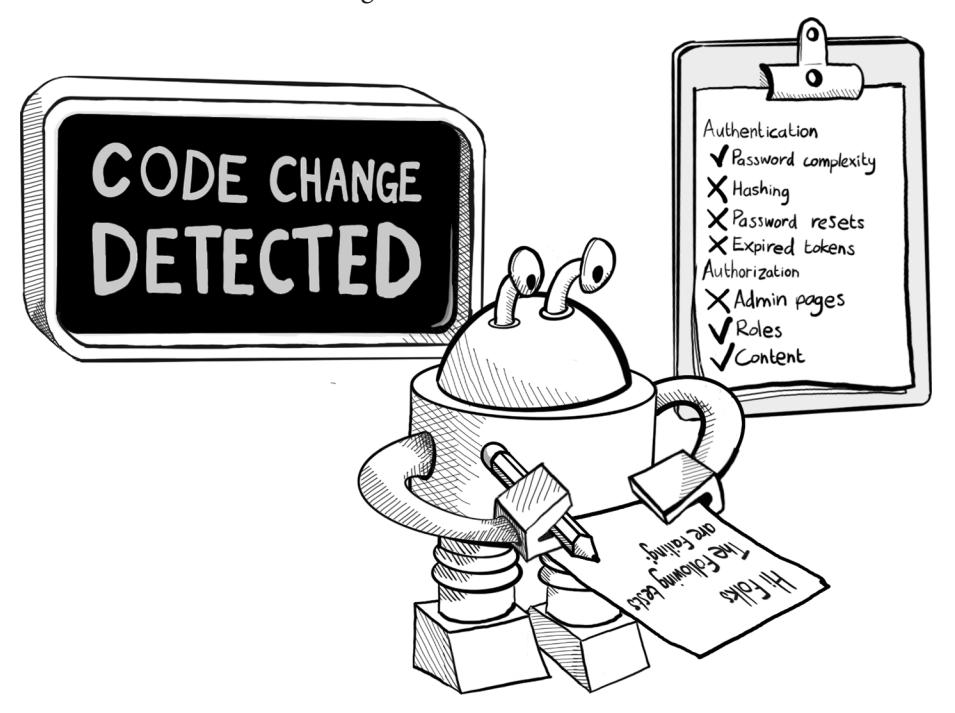 CODE CHANGE
DETECTED
Authentication
✓ Password complexity
✗ Hashing
✗ Password resets
✗ Expired tokens
Authorization
✗ Admin pages
✓ Roles
✓ Content
Hi Folks
The following tests
are failing: